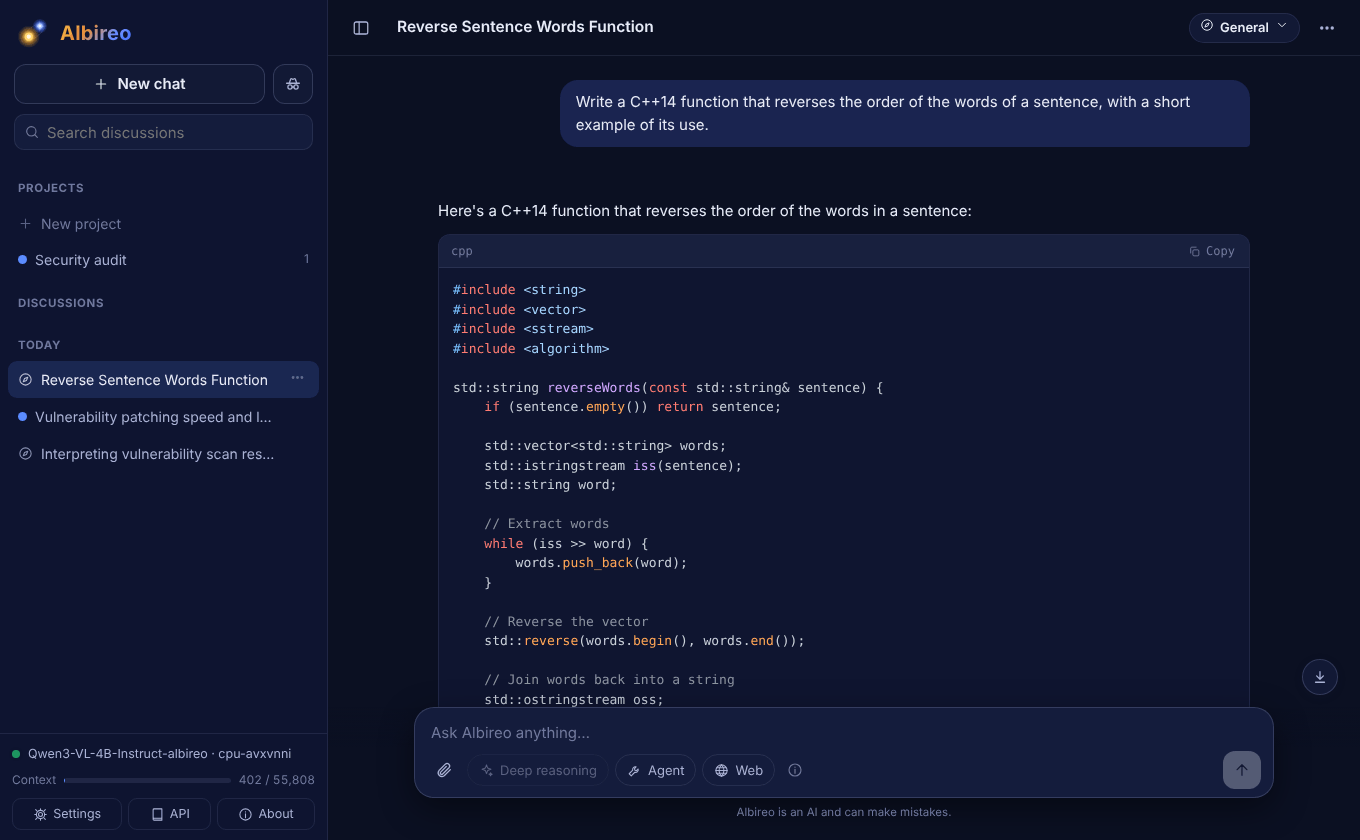 Albireo
New chat
Search discussions
PROJECTS
New project
Security audit 1
DISCUSSIONS
TODAY
Reverse Sentence Words Function ···
Vulnerability patching speed and l...
Interpreting vulnerability scan res...
Qwen3-VL-4B-Instruct-albireo · cpu-avxvnni
Context 402 / 55,808
Settings API About
Reverse Sentence Words Function
General
Write a C++14 function that reverses the order of the words of a sentence, with a short
example of its use.
Here's a C++14 function that reverses the order of the words in a sentence:
cpp Copy
#include <string>
#include <vector>
#include <sstream>
#include <algorithm>
std::string reverseWords(const std::string& sentence) {
    if (sentence.empty()) return sentence;
    std::vector<std::string> words;
    std::istringstream iss(sentence);
    std::string word;
    // Extract words
    while (iss >> word) {
        words.push_back(word);
    }
    // Reverse the vector
    std::reverse(words.begin(), words.end());
    // Join words back into a string
    std::ostringstream oss;
Ask Albireo anything...
Deep reasoning Agent Web
Albireo is an AI and can make mistakes.